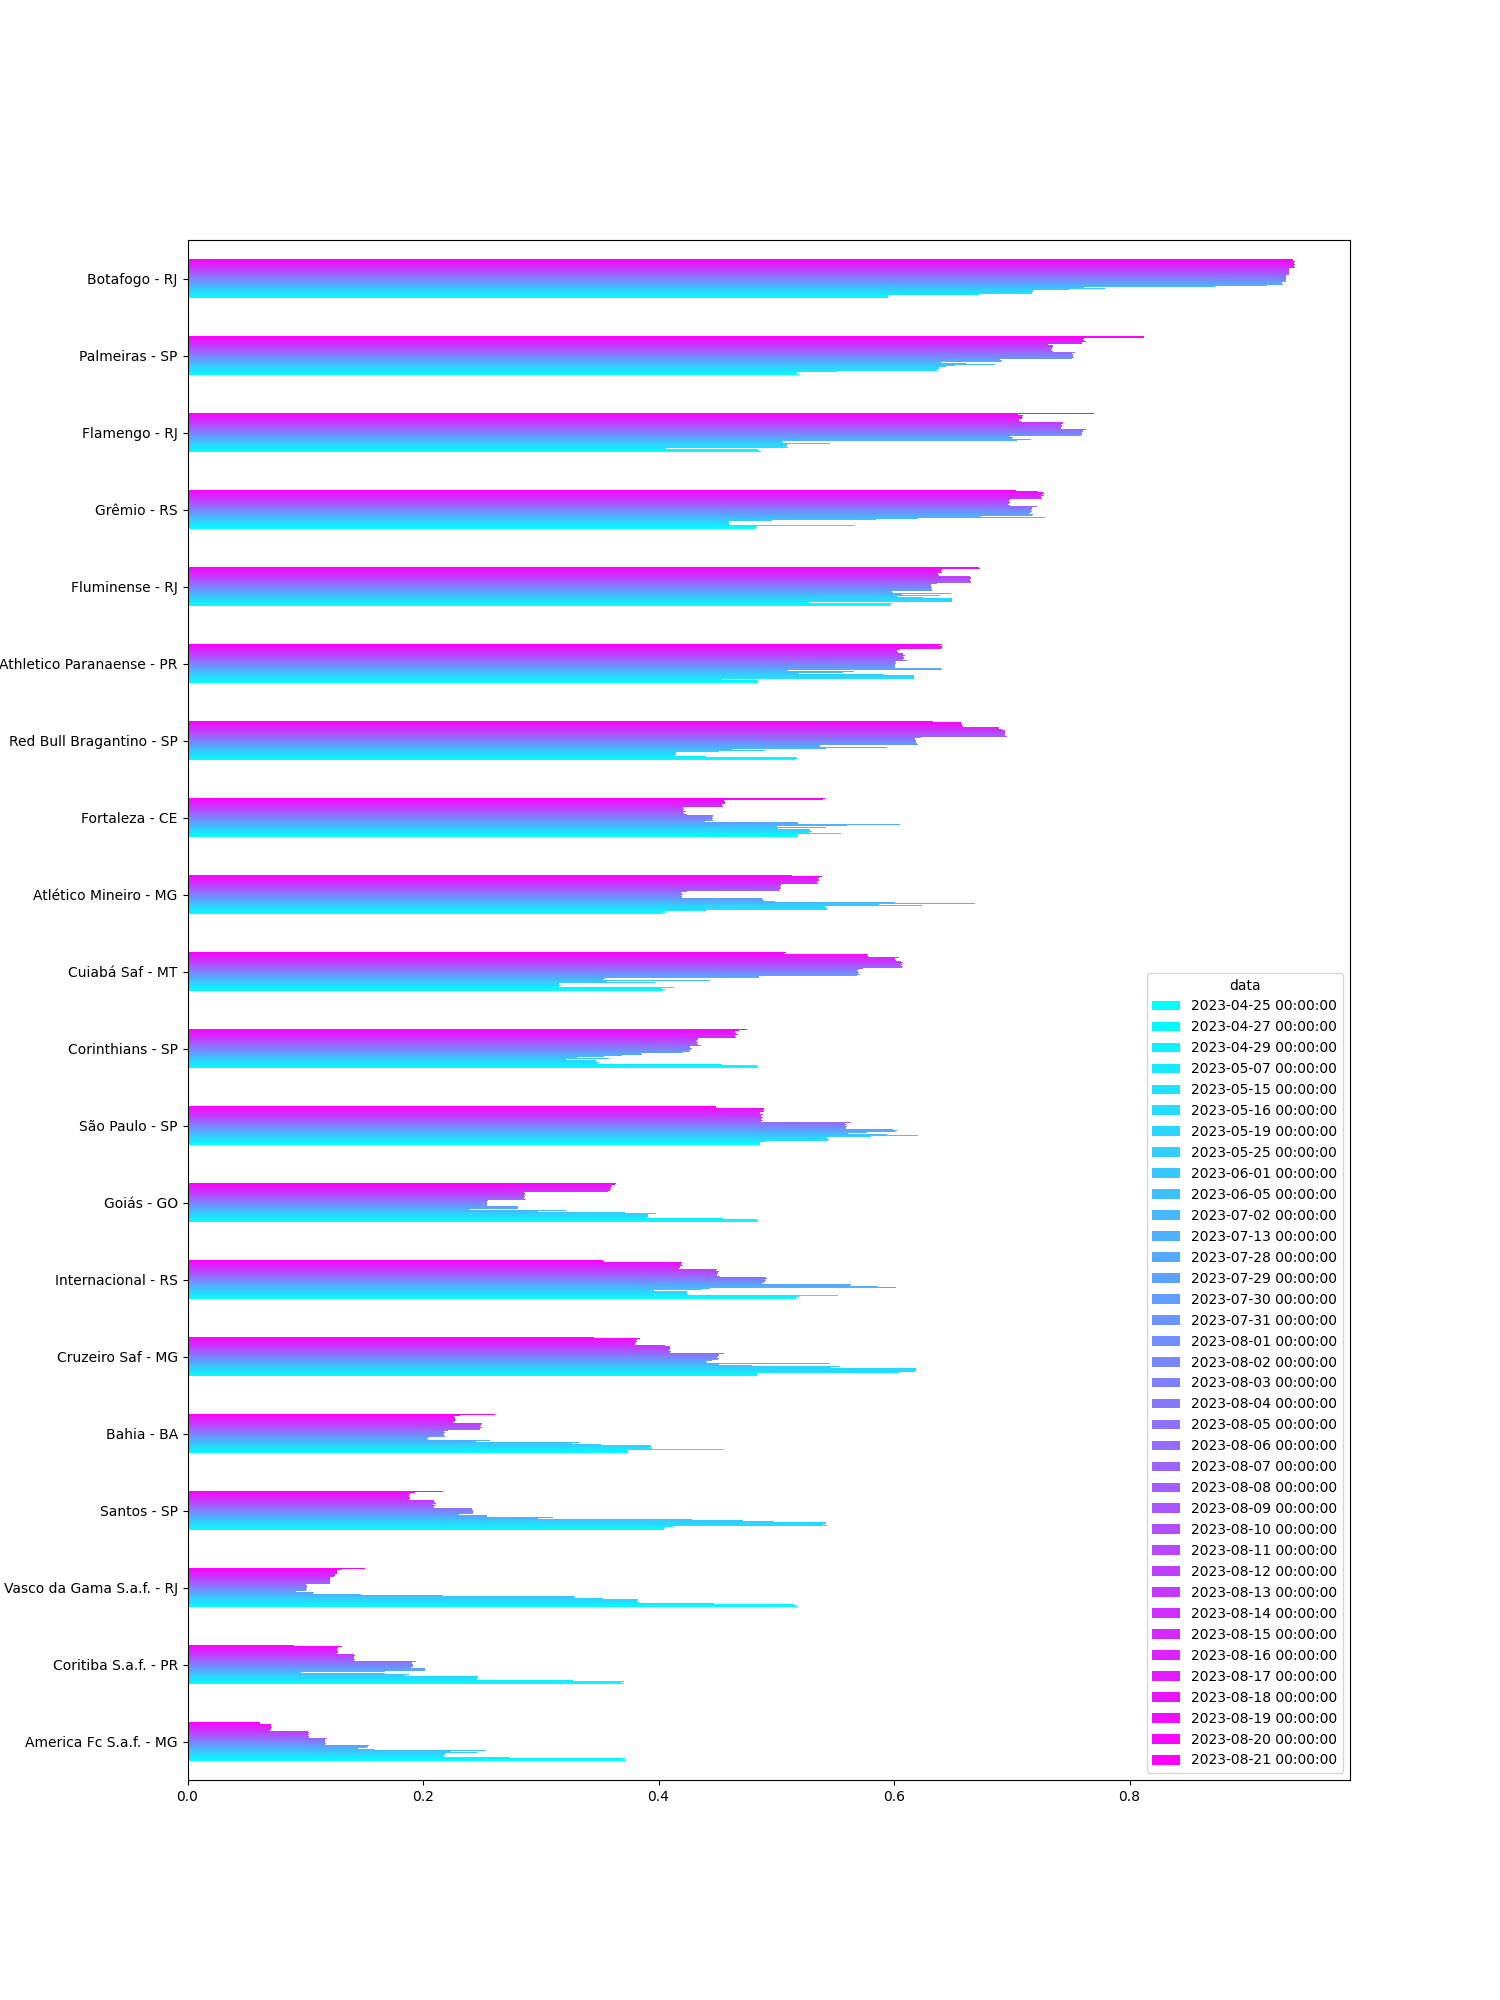 Botafogo - RJ
Palmeiras - SP
Flamengo - RJ
Grêmio - RS
Fluminense - RJ
Athletico Paranaense - PR
Red Bull Bragantino - SP
Fortaleza - CE
Atlético Mineiro - MG
Cuiabá Saf - MT
Corinthians - SP
São Paulo - SP
Goiás - GO
Internacional - RS
Cruzeiro Saf - MG
Bahia - BA
Santos - SP
Vasco da Gama S.a.f. - RJ
Coritiba S.a.f. - PR
America Fc S.a.f. - MG
0.0 0.2 0.4 0.6 0.8
data
2023-04-25 00:00:00
2023-04-27 00:00:00
2023-04-29 00:00:00
2023-05-07 00:00:00
2023-05-15 00:00:00
2023-05-16 00:00:00
2023-05-19 00:00:00
2023-05-25 00:00:00
2023-06-01 00:00:00
2023-06-05 00:00:00
2023-07-02 00:00:00
2023-07-13 00:00:00
2023-07-28 00:00:00
2023-07-29 00:00:00
2023-07-30 00:00:00
2023-07-31 00:00:00
2023-08-01 00:00:00
2023-08-02 00:00:00
2023-08-03 00:00:00
2023-08-04 00:00:00
2023-08-05 00:00:00
2023-08-06 00:00:00
2023-08-07 00:00:00
2023-08-08 00:00:00
2023-08-09 00:00:00
2023-08-10 00:00:00
2023-08-11 00:00:00
2023-08-12 00:00:00
2023-08-13 00:00:00
2023-08-14 00:00:00
2023-08-15 00:00:00
2023-08-16 00:00:00
2023-08-17 00:00:00
2023-08-18 00:00:00
2023-08-19 00:00:00
2023-08-20 00:00:00
2023-08-21 00:00:00